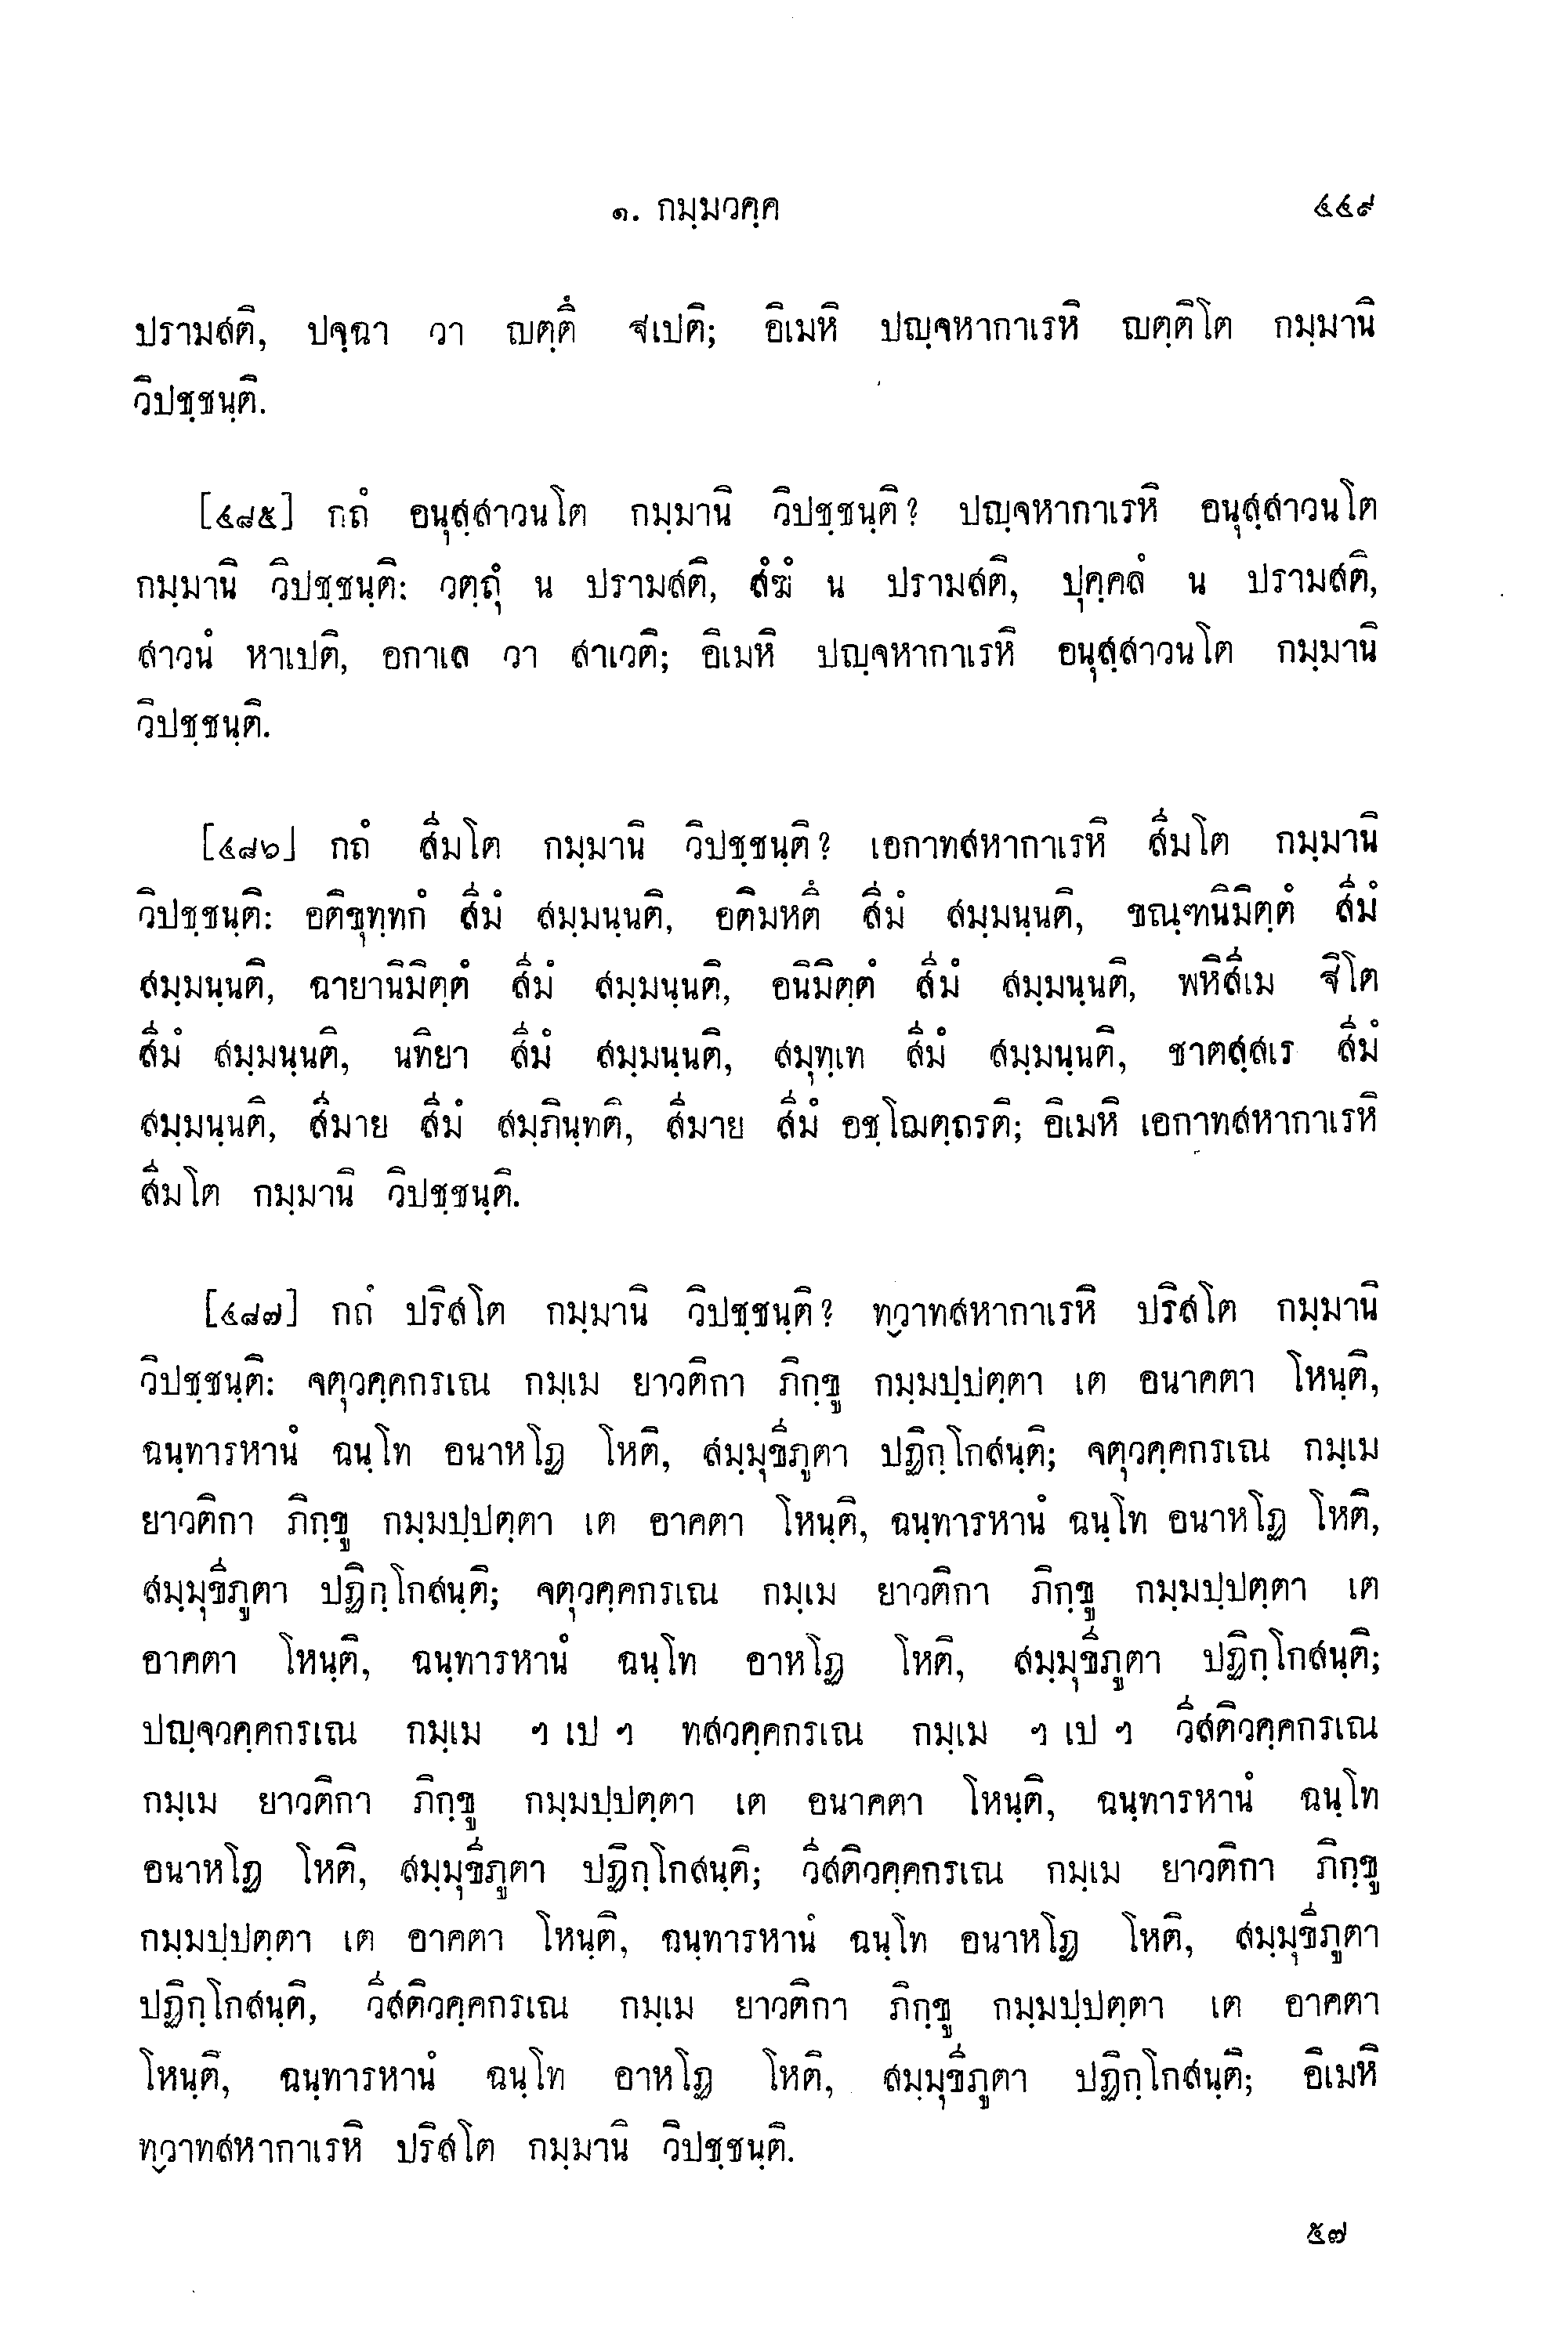 ๑. กมฺมวคฺค ๔๔๙
ปรามสติ, ปจฺฉา วา ญตฺตึ ฐเปติ; อิเมหิ ปญฺจหากาเรหิ ญตฺติโต กมฺมานิ
วิปชฺชนฺติ.
[๔๘๕] กถํ อนุสฺสาวนโต กมฺมานิ วิปชฺชนฺติ? ปญฺจหากาเรหิ อนุสฺสาวนโต
กมฺมานิ วิปชฺชนฺติ: วตฺถุํ น ปรามสติ, สํฆํ น ปรามสติ, ปุคฺคลํ น ปรามสติ,
สาวนํ หาเปติ, อกาเล วา สาเวติ; อิเมหิ ปญฺจหากาเรหิ อนุสฺสาวนโต กมฺมานิ
วิปชฺชนฺติ.
[๔๘๖] กถํ สีมโต กมฺมานิ วิปชฺชนฺติ? เอกาทสหากาเรหิ สีมโต กมฺมานิ
วิปชฺชนฺติ: อติขุทฺทกํ สีมํ สมฺมนฺนติ, อติมหตึ สีมํ สมฺมนฺนติ, ขณฺฑนิมิตฺตํ สีมํ
สมฺมนฺนติ, ฉายานิมิตฺตํ สีมํ สมฺมนฺนติ, อนิมิตฺตํ สีมํ สมฺมนฺนติ, พหิสีเม ฐิโต
สีมํ สมฺมนฺนติ, นทิยา สีมํ สมฺมนฺนติ, สมุทฺเท สีมํ สมฺมนฺนติ, ชาตสฺสเร สีมํ
สมฺมนฺนติ, สีมาย สีมํ สมฺภินฺทติ, สีมาย สีมํ อชฺโฌตฺถรติ; อิเมหิ เอกาทสหากาเรหิ
สีมโต กมฺมานิ วิปชฺชนฺติ.
[๔๘๗] กถํ ปริสโต กมฺมานิ วิปชฺชนฺติ? ทฺวาทสหากาเรหิ ปริสโต กมฺมานิ
วิปชฺชนฺติ: จตุวคฺคกรเณ กมฺเม ยาวติกา ภิกฺขู กมฺมปฺปตฺตา เต อนาคตา โหนฺติ,
ฉนฺทารหานํ ฉนฺโท อนาหโฏ โหติ, สมฺมุขีภูตา ปฏิกฺโกสนฺติ; จตุวคฺคกรเณ กมฺเม
ยาวติกา ภิกฺขู กมฺมปฺปตฺตา เต อาคตา โหนฺติ, ฉนฺทารหานํ ฉนฺโท อนาหโฏ โหติ,
สมฺมุขีภูตา ปฏิกฺโกสนฺติ; จตุวคฺคกรเณ กมฺเม ยาวติกา ภิกฺขู กมฺมปฺปตฺตา เต
อาคตา โหนฺติ, ฉนฺทารหานํ ฉนฺโท อาหโฏ โหติ, สมฺมุขีภูตา ปฏิกฺโกสนฺติ;
ปญฺจวคฺคกรเณ กมฺเม ฯ เป ฯ ทสวคฺคกรเณ กมฺเม ฯ เป ฯ วีสติวคฺคกรเณ
กมฺเม ยาวติกา ภิกฺขู กมฺมปฺปตฺตา เต อนาคตา โหนฺติ, ฉนฺทารหานํ ฉนฺโท
อนาหโฏ โหติ, สมฺมุขีภูตา ปฏิกฺโกสนฺติ; วีสติวคฺคกรเณ กมฺเม ยาวติกา ภิกฺขู
กมฺมปฺปตฺตา เต อาคตา โหนฺติ, ฉนฺทารหานํ ฉนฺโท อนาหโฏ โหติ, สมฺมุขีภูตา
ปฏิกฺโกสนฺติ, วีสติวคฺคกรเณ กมฺเม ยาวติกา ภิกฺขู กมฺมปฺปตฺตา เต อาคตา
โหนฺติ, ฉนฺทารหานํ ฉนฺโท อาหโฏ โหติ, สมฺมุขีภูตา ปฏิกฺโกสนฺติ; อิเมหิ
ทฺวาทสหากาเรหิ ปริสโต กมฺมานิ วิปชฺชนฺติ.
๕๗